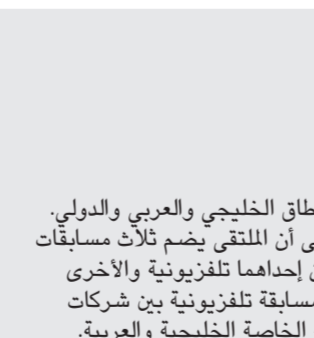 الخليجي والعربي والدولي.
أن الملتقى يضم ثلاث مسابقات
إحداهما تلفزيونية والأخرى
مسابقة تلفزيونية بين شركات
الخاصة الخليجية والعربية.